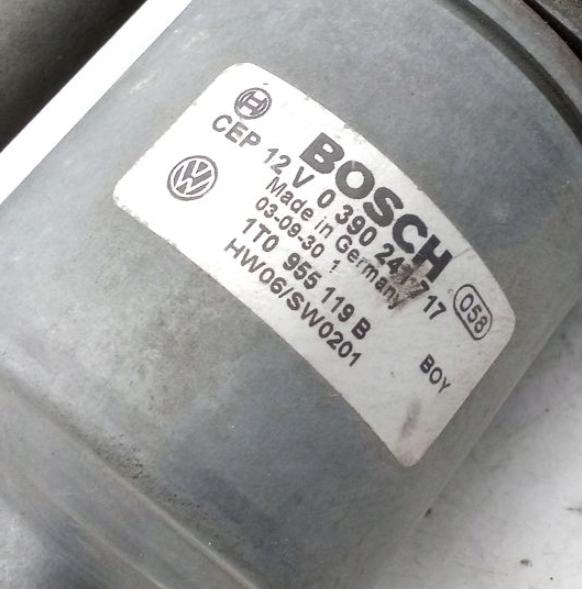 BOSCH
CEP 12 V 0 390 241 717
Made in Germany
03-09-30 1
058
1T0 955 119 B
HW06/SW0201
BOY